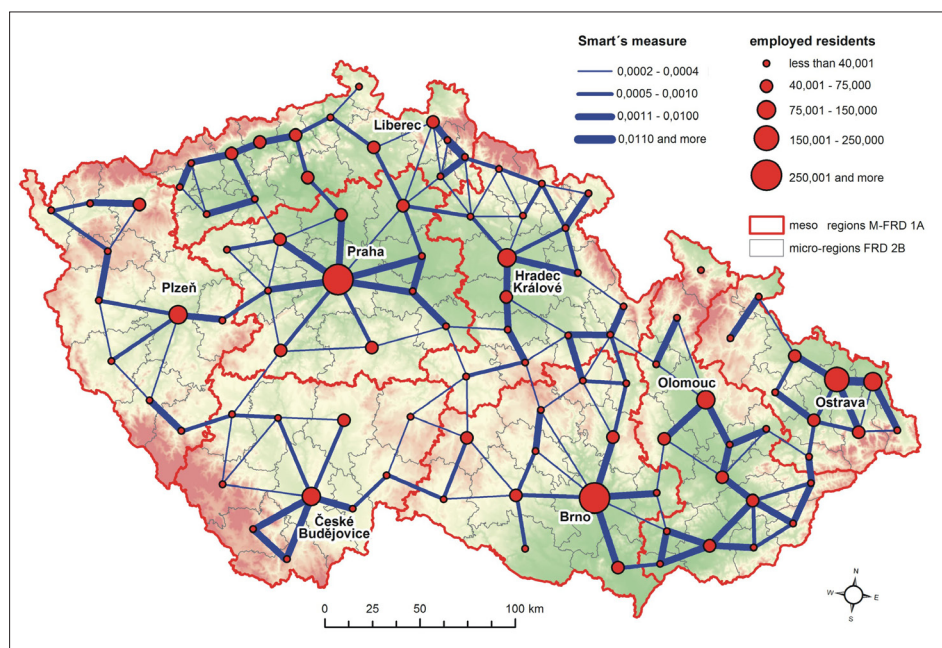 Smart´s measure
0,0002 - 0,0004
0,0005 - 0,0010
0,0011 - 0,0100
0,0110 and more
employed residents
less than 40,001
40,001 - 75,000
75,001 - 150,000
150,001 - 250,000
250,001 and more
meso regions M-FRD 1A
micro-regions FRD 2B
Liberec
Praha
Plzeň
Hradec
Králové
Olomouc
Ostrava
Brno
České
Budějovice
0 25 50 100 km
N
W E
S